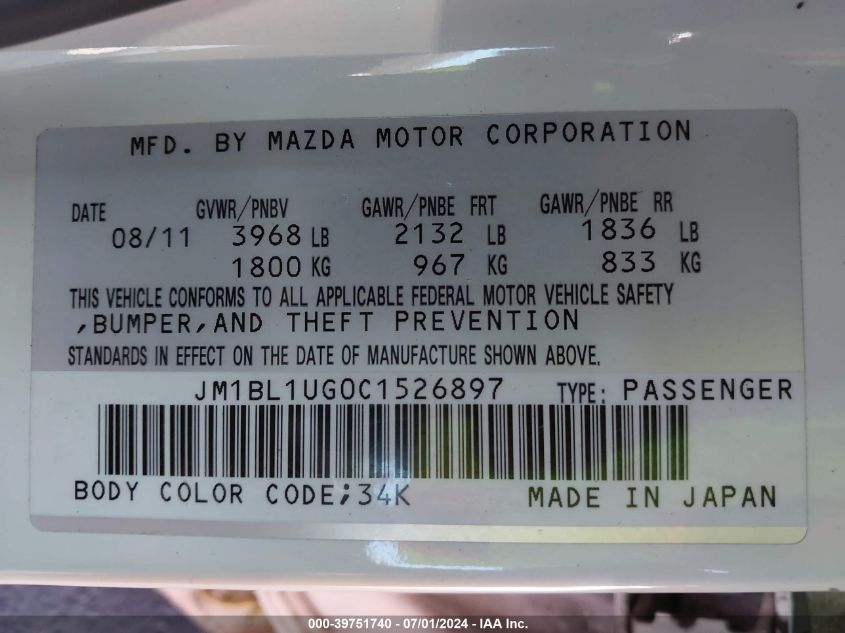 MFD. BY MAZDA MOTOR CORPORATION
DATE GVWR/PNBV GAWR/PNBE FRT GAWR/PNBE RR
08/11 3968 LB 2132 LB 1836 LB
1800 KG 967 KG 833 KG
THIS VEHICLE CONFORMS TO ALL APPLICABLE FEDERAL MOTOR VEHICLE SAFETY
,BUMPER,AND THEFT PREVENTION
STANDARDS IN EFFECT ON THE DATE OF MANUFACTURE SHOWN ABOVE.
JM1BL1UG0C1526897 TYPE: PASSENGER
BODY COLOR CODE;34K MADE IN JAPAN
000-39751740 - 07/01/2024 - IAA Inc.